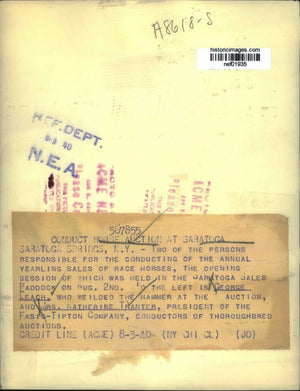 A8618-S
historicimages.com
nef01935
REF. DEPT.
8-9 40
N.E.A.
507855
CONDUCT HORSE AUCTION AT SARATOGA
SARATOGA SPRINGS, N.Y. - TWO OF THE PERSONS
RESPONSIBLE FOR THE CONDUCTING OF THE ANNUAL
YEARLING SALES OF RACE HORSES, THE OPENING
SESSION OF WHICH WAS HELD IN THE SARATOGA SALES
PADDOCK ON AUG. 2ND. TO THE LEFT IS GEORGE
LEACH, WHO WEILDED THE HAMMER AT THE AUCTION,
AND MRS. KATHERINE TRANTER, PRESIDENT OF THE
FASIG-TIPTON COMPANY, CONDUCTORS OF THOROUGHBRED
AUCTIONS.
CREDIT LINE (ACME) 8-3-40 (NY CHI CL) (JO)